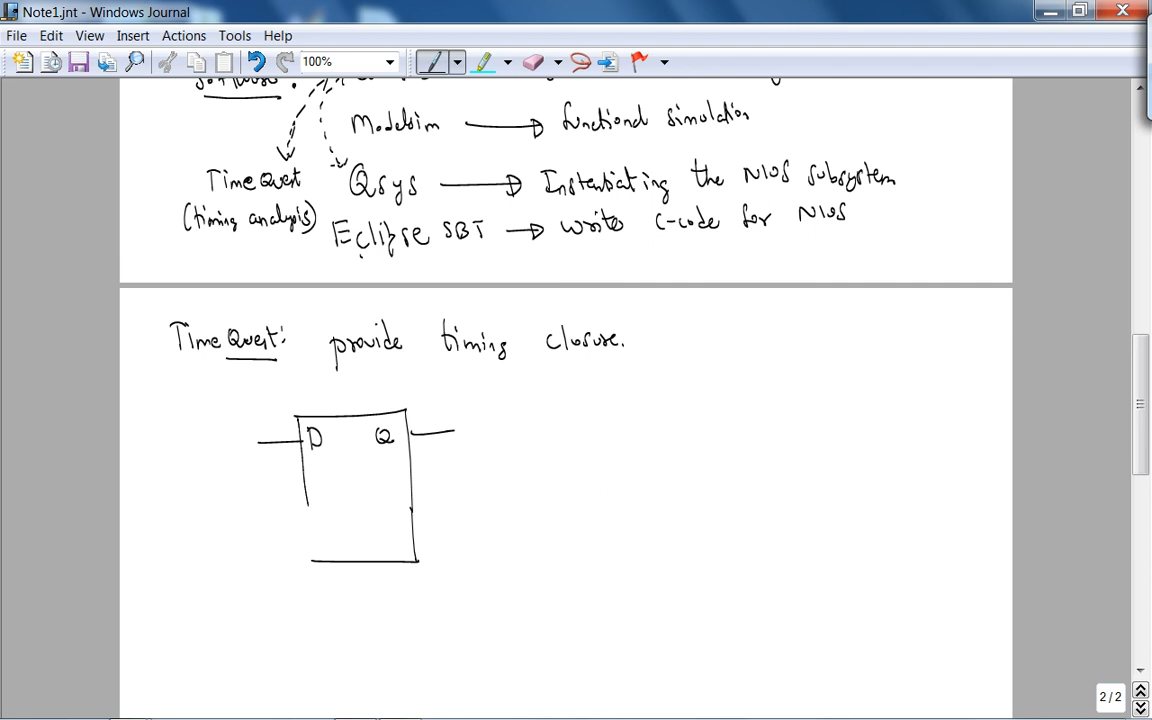 Note1.jnt - Windows Journal
File Edit View Insert Actions Tools Help
100%
Software:
Modelsim → functional simulation
TimeQuest Qsys → Instantiating the NIOS subsystem
(timing analysis) Eclipse SBT → write C-code for NIOS
TimeQuest: provide timing closure.
D Q
2 / 2